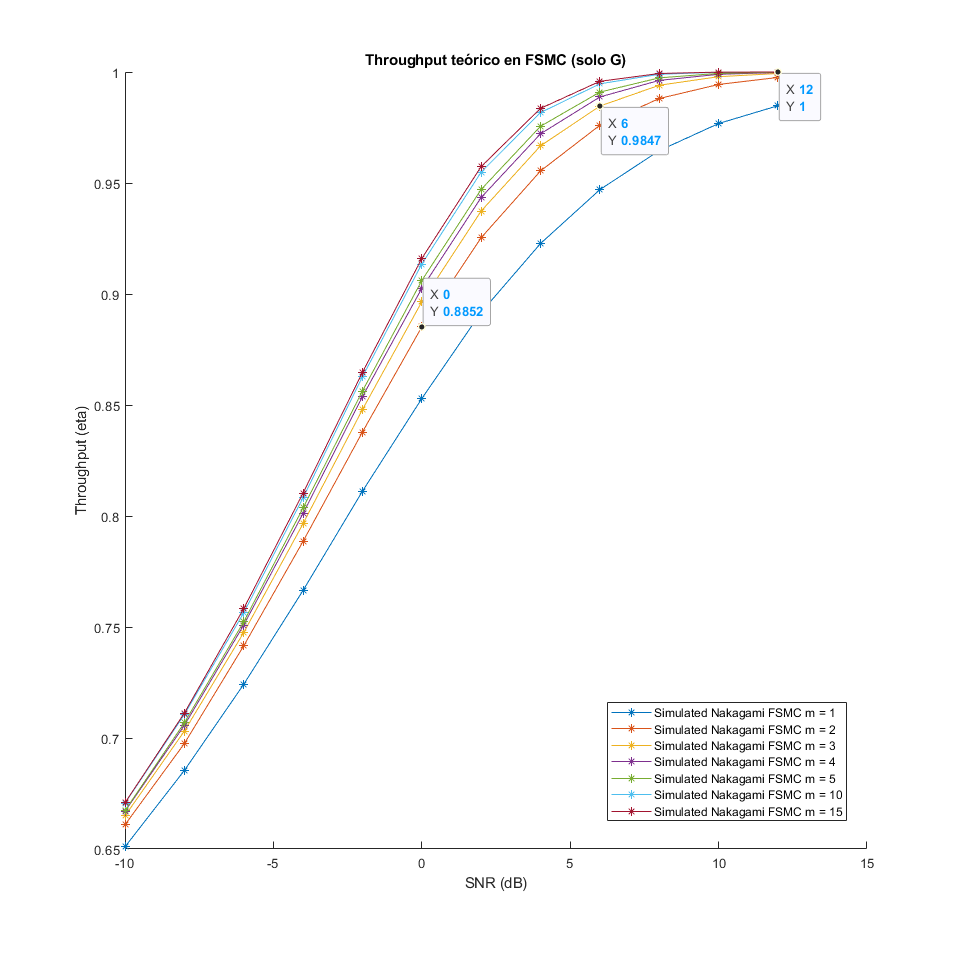 Throughput teórico en FSMC (solo G)
1
0.95
0.9
0.85
0.8
0.75
0.7
0.65
Throughput (eta)
-10
-5
0
5
10
15
SNR (dB)
X 12
Y 1
X 6
Y 0.9847
X 0
Y 0.8852
Simulated Nakagami FSMC m = 1
Simulated Nakagami FSMC m = 2
Simulated Nakagami FSMC m = 3
Simulated Nakagami FSMC m = 4
Simulated Nakagami FSMC m = 5
Simulated Nakagami FSMC m = 10
Simulated Nakagami FSMC m = 15